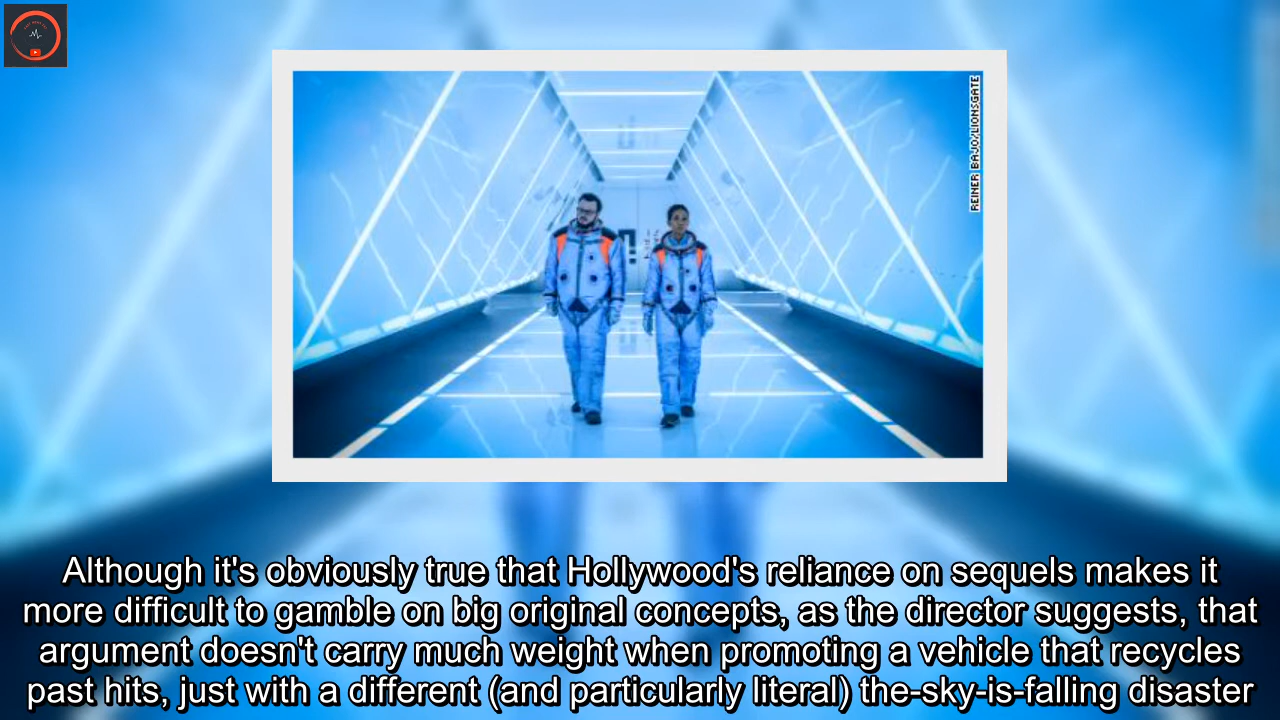 REINER BAJO/LIONSGATE
Although it's obviously true that Hollywood's reliance on sequels makes it
more difficult to gamble on big original concepts, as the director suggests, that
argument doesn't carry much weight when promoting a vehicle that recycles
past hits, just with a different (and particularly literal) the-sky-is-falling disaster